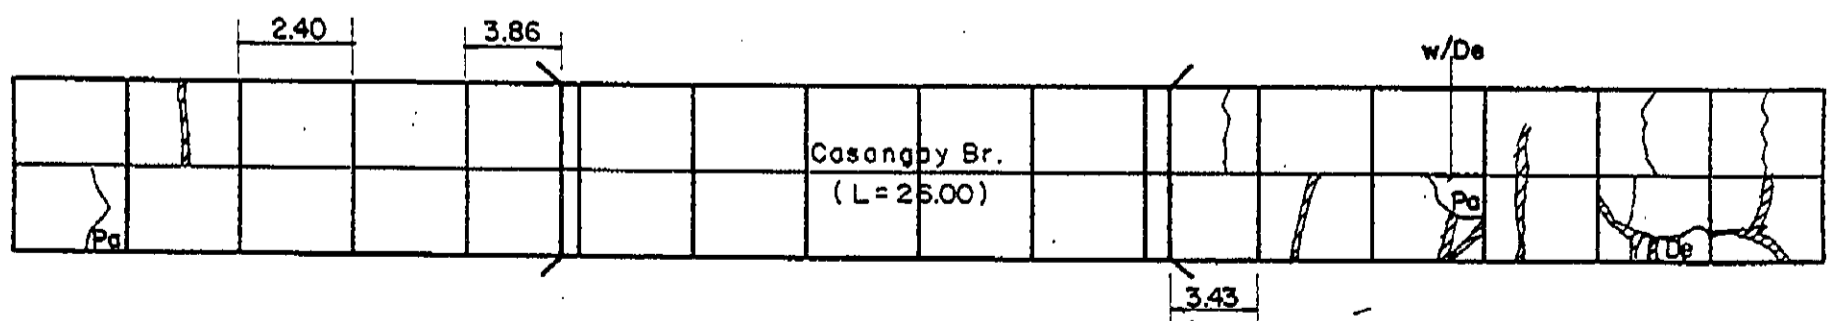 2.40
3.86
w/De
Casangay Br.
(L=26.00)
Pa
Pa
De
3.43